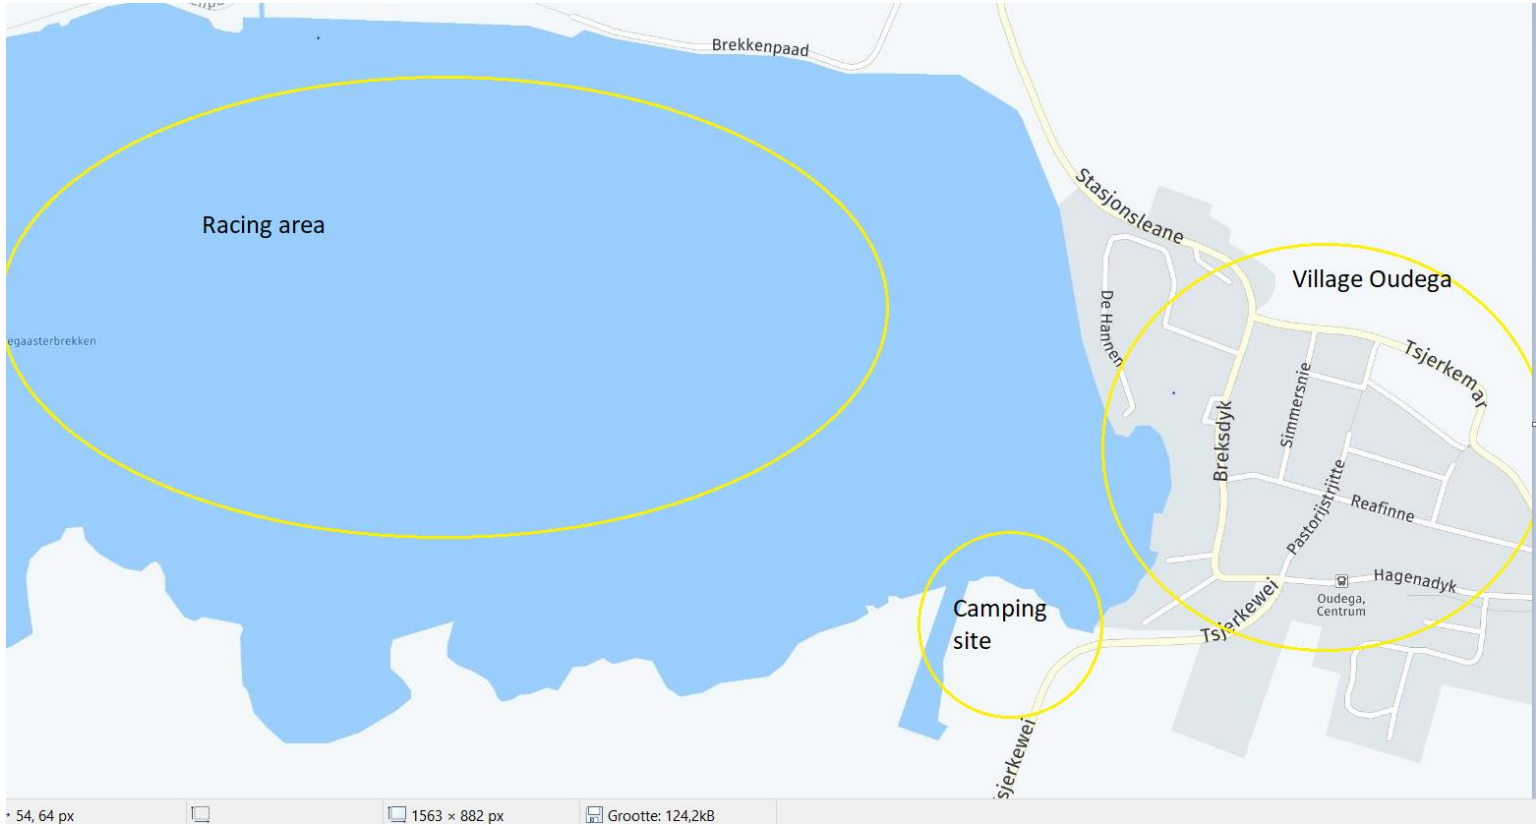 Brekkenpaad
Stasjonsleane
Racing area
Village Oudega
De Hannen
egaasterbrekken
Tsjerkemar
Simmersnie
Breksdyk
Pastorijstrjitte
Reafinne
Hagenadyk
Oudega,
Centrum
Camping
site
Tsjerkewei
sjerkewei
54, 64 px
1563 × 882 px
Grootte: 124,2kB